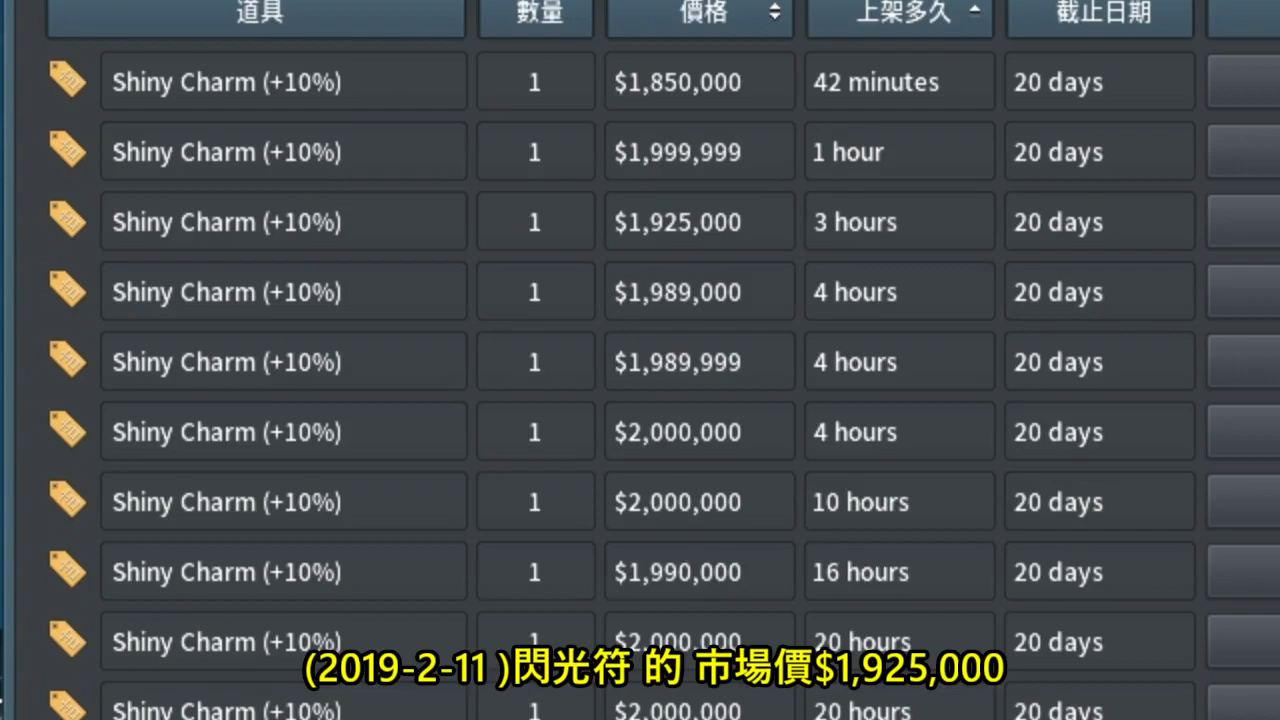 道具 數量 價格 上架多久 截止日期
Shiny Charm (+10%) 1 $1,850,000 42 minutes 20 days
Shiny Charm (+10%) 1 $1,999,999 1 hour 20 days
Shiny Charm (+10%) 1 $1,925,000 3 hours 20 days
Shiny Charm (+10%) 1 $1,989,000 4 hours 20 days
Shiny Charm (+10%) 1 $1,989,999 4 hours 20 days
Shiny Charm (+10%) 1 $2,000,000 4 hours 20 days
Shiny Charm (+10%) 1 $2,000,000 10 hours 20 days
Shiny Charm (+10%) 1 $1,990,000 16 hours 20 days
Shiny Charm (+10%) 1 $2,000,000 20 hours 20 days
(2019-2-11 )閃光符 的 市場價$1,925,000
Shiny Charm (+10%) 1 $2,000,000 20 hours 20 days